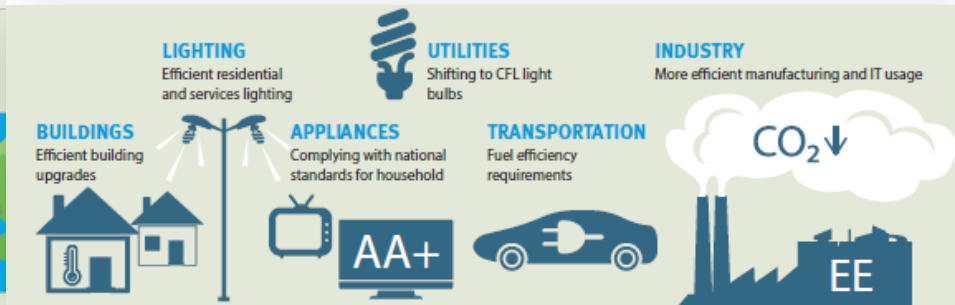 LIGHTING
Efficient residential
and services lighting
UTILITIES
Shifting to CFL light
bulbs
INDUSTRY
More efficient manufacturing and IT usage
BUILDINGS
Efficient building
upgrades
APPLIANCES
Complying with national
standards for household
TRANSPORTATION
Fuel efficiency
requirements
CO₂↓
AA+
EE